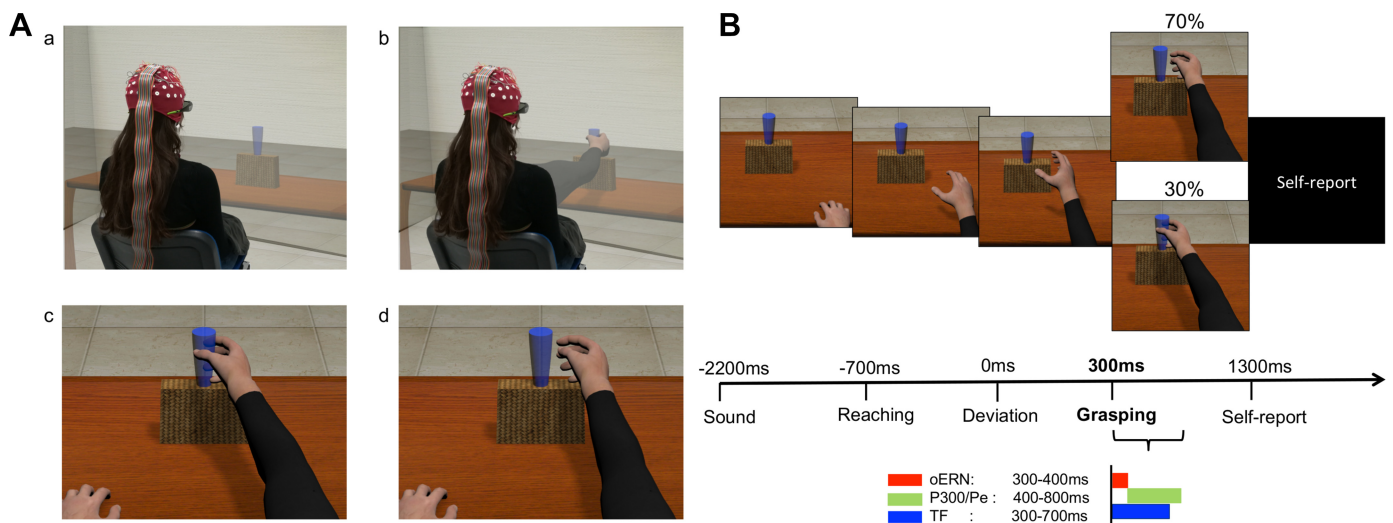 A
a
b
c
d
B
70%
30%
Self-report
-2200ms
-700ms
0ms
300ms
1300ms
Sound
Reaching
Deviation
Grasping
Self-report
oERN: 300-400ms
P300/Pe : 400-800ms
TF : 300-700ms